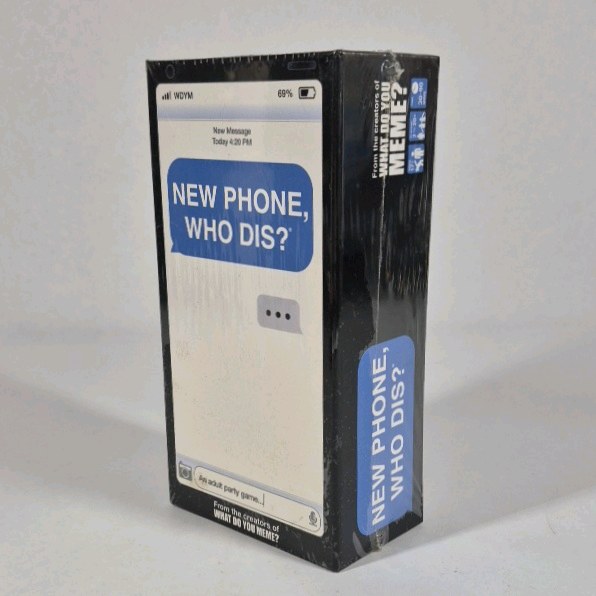 WDYM 69%
New Message
Today 4:20 PM
NEW PHONE,
WHO DIS?
An adult party game...
From the creators of
WHAT DO YOU MEME?
From the creators of
WHAT DO YOU
MEME?
NEW PHONE,
WHO DIS?